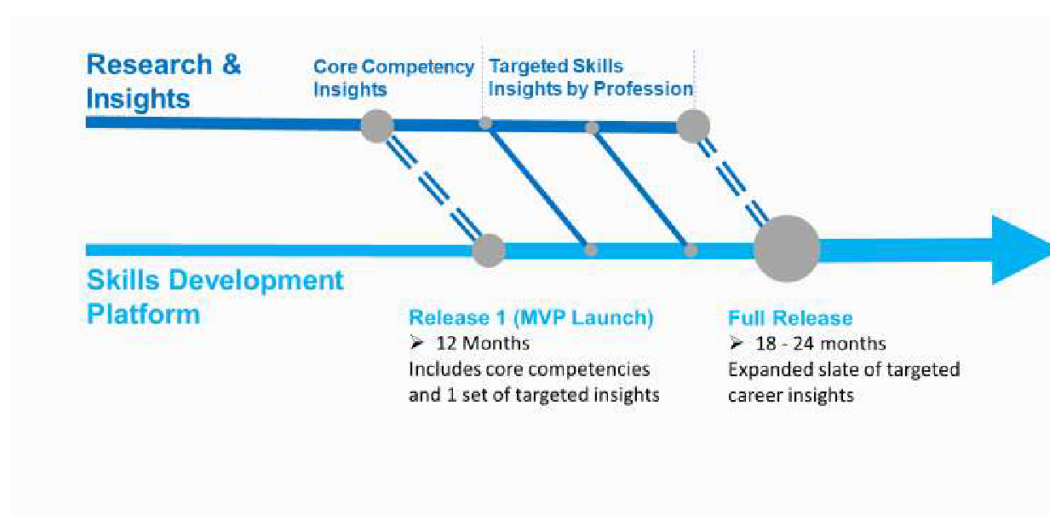 Research &
Insights
Core Competency
Insights
Targeted Skills
Insights by Profession
Skills Development
Platform
Release 1 (MVP Launch)
➢ 12 Months
Includes core competencies
and 1 set of targeted insights
Full Release
➢ 18 - 24 months
Expanded slate of targeted
career insights